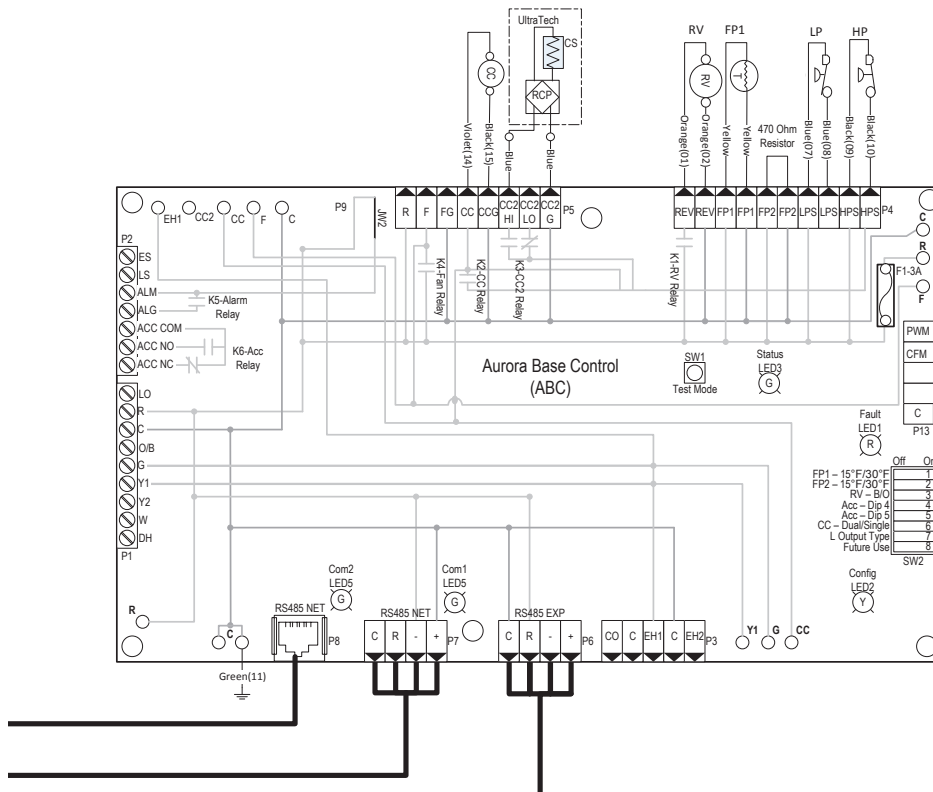 UltraTech
CS
RCP
CC
RV
FP1
LP
HP
RV
T
470 Ohm
Resistor
Violet(14)
Black(15)
Blue
Blue
Orange(01)
Orange(02)
Yellow
Yellow
Blue(07)
Blue(08)
Black(09)
Black(10)
EH1
CC2
CC
F
C
P9
JW2
R
F
FG
CC
CCG
CC2
HI
CC2
LO
CC2
G
P5
REV
REV
FP1
FP1
FP2
FP2
LPS
LPS
HPS
HPS
P4
C
R
F1-3A
F
P2
ES
LS
ALM
ALG
ACC COM
ACC NO
ACC NC
K5-Alarm
Relay
K6-Acc
Relay
K4-Fan Relay
K2-CC Relay
K3-CC2 Relay
K1-RV Relay
Aurora Base Control
(ABC)
SW1
Test Mode
Status
LED3
G
PWM
CFM
C
P13
Fault
LED1
R
LO
R
C
O/B
G
Y1
Y2
W
DH
P1
Off
On
FP1 – 15°F/30°F
1
FP2 – 15°F/30°F
2
RV – B/O
3
Acc – Dip 4
4
Acc – Dip 5
5
CC – Dual/Single
6
L Output Type
7
Future Use
8
SW2
Config
LED2
Y
Com2
LED5
G
Com1
LED5
G
R
C
Green(11)
RS485 NET
P8
RS485 NET
C
R
-
+
P7
RS485 EXP
C
R
-
+
P6
CO
C
EH1
C
EH2
P3
Y1
G
CC